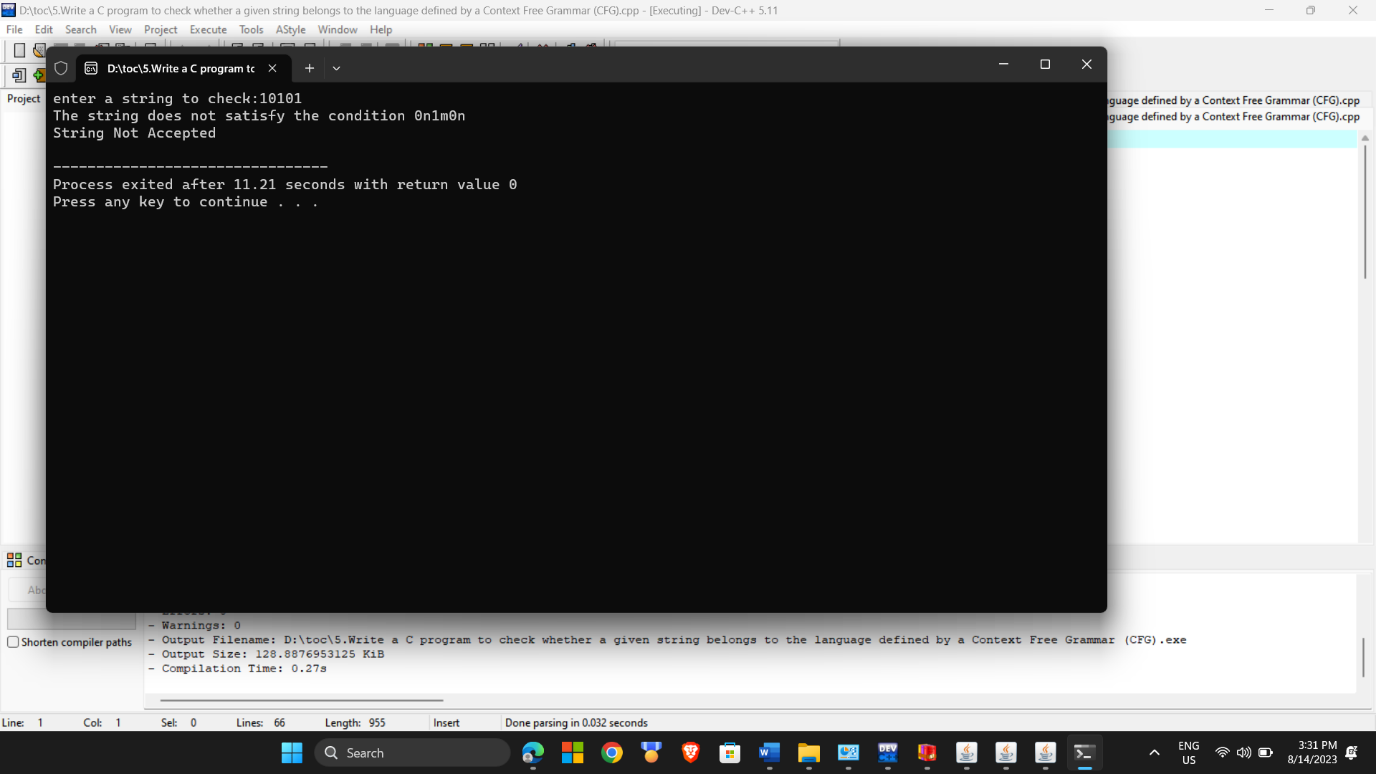 D:\toc\5.Write a C program to check whether a given string belongs to the language defined by a Context Free Grammar (CFG).cpp - [Executing] - Dev-C++ 5.11
File Edit Search View Project Execute Tools AStyle Window Help
D:\toc\5.Write a C program to
Project
enter a string to check:10101
The string does not satisfy the condition 0n1m0n
String Not Accepted
--------------------------------
Process exited after 11.21 seconds with return value 0
Press any key to continue . . .
guage defined by a Context Free Grammar (CFG).cpp
guage defined by a Context Free Grammar (CFG).cpp
Con
Abo
Shorten compiler paths
- Warnings: 0
- Output Filename: D:\toc\5.Write a C program to check whether a given string belongs to the language defined by a Context Free Grammar (CFG).exe
- Output Size: 128.8876953125 KiB
- Compilation Time: 0.27s
Line: 1 Col: 1 Sel: 0 Lines: 66 Length: 955 Insert Done parsing in 0.032 seconds
Search
DEV
ENG
US
3:31 PM
8/14/2023